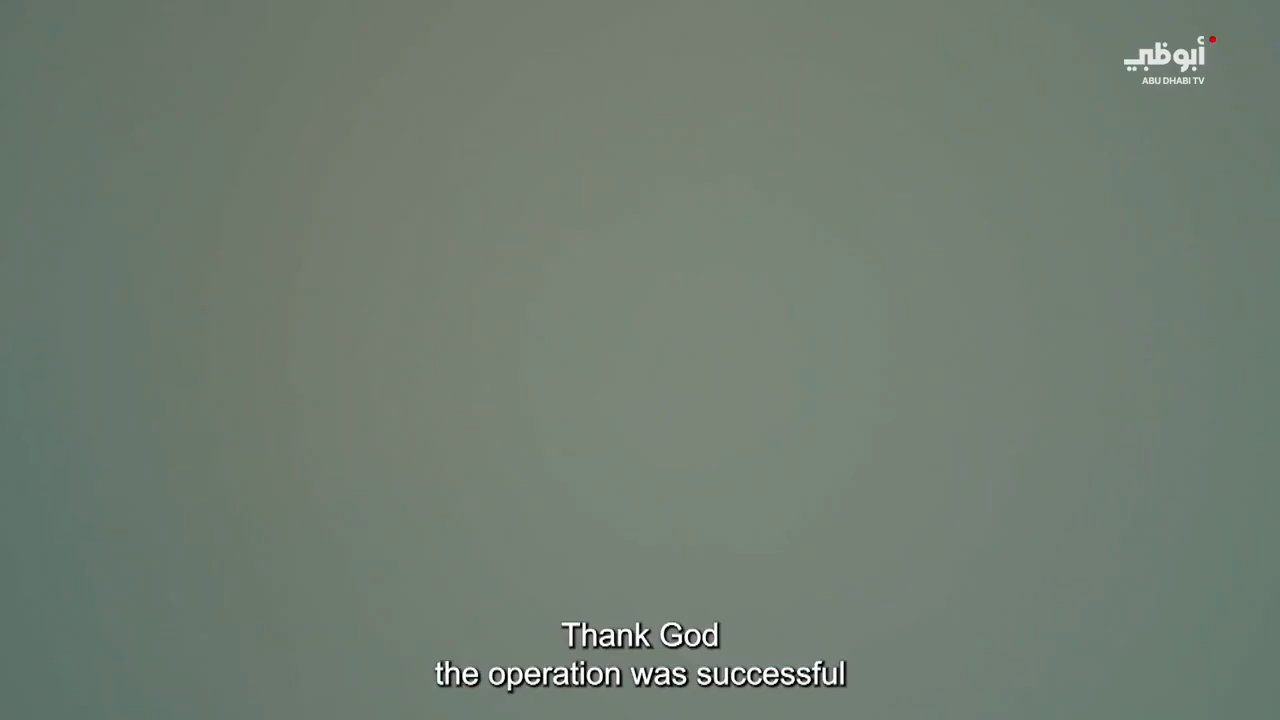 أبوظبي
ABU DHABI TV
Thank God
the operation was successful